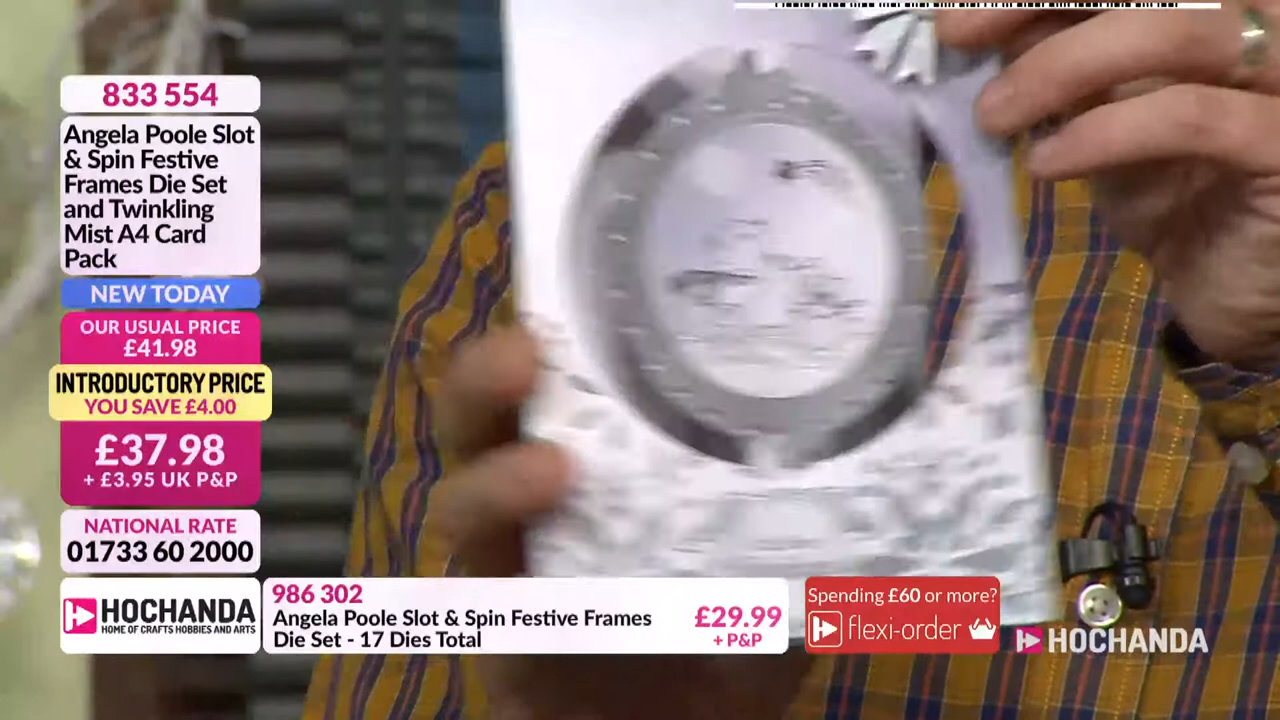 833 554
Angela Poole Slot
& Spin Festive
Frames Die Set
and Twinkling
Mist A4 Card
Pack
NEW TODAY
OUR USUAL PRICE
£41.98
INTRODUCTORY PRICE
YOU SAVE £4.00
£37.98
+ £3.95 UK P&P
NATIONAL RATE
01733 60 2000
HOCHANDA
HOME OF CRAFTS HOBBIES AND ARTS
986 302
Angela Poole Slot & Spin Festive Frames
Die Set - 17 Dies Total
£29.99
+ P&P
Spending £60 or more?
flexi-order
HOCHANDA